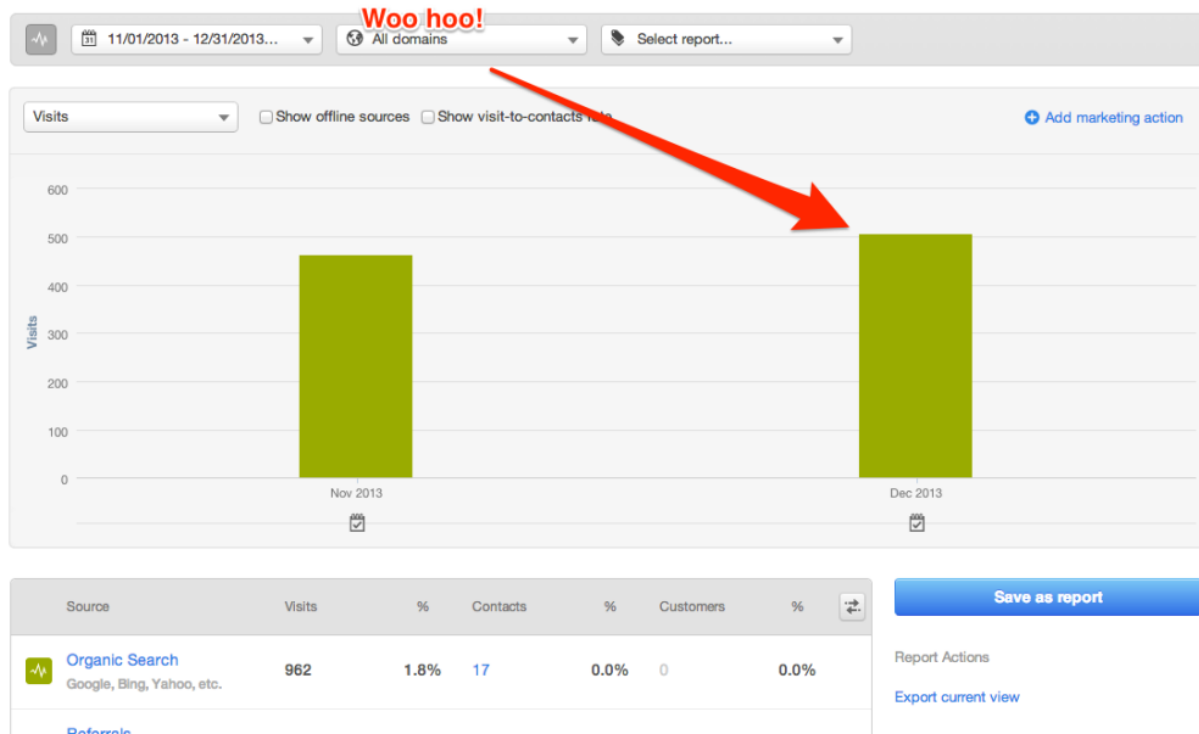 Woo hoo!
31 11/01/2013 - 12/31/2013... All domains Select report...
Visits Show offline sources Show visit-to-contacts rate Add marketing action
600
500
400
300
200
100
0
Visits
Nov 2013 Dec 2013
Source Visits % Contacts % Customers %
Save as report
Organic Search 962 1.8% 17 0.0% 0 0.0%
Google, Bing, Yahoo, etc.
Report Actions
Export current view
Referrals